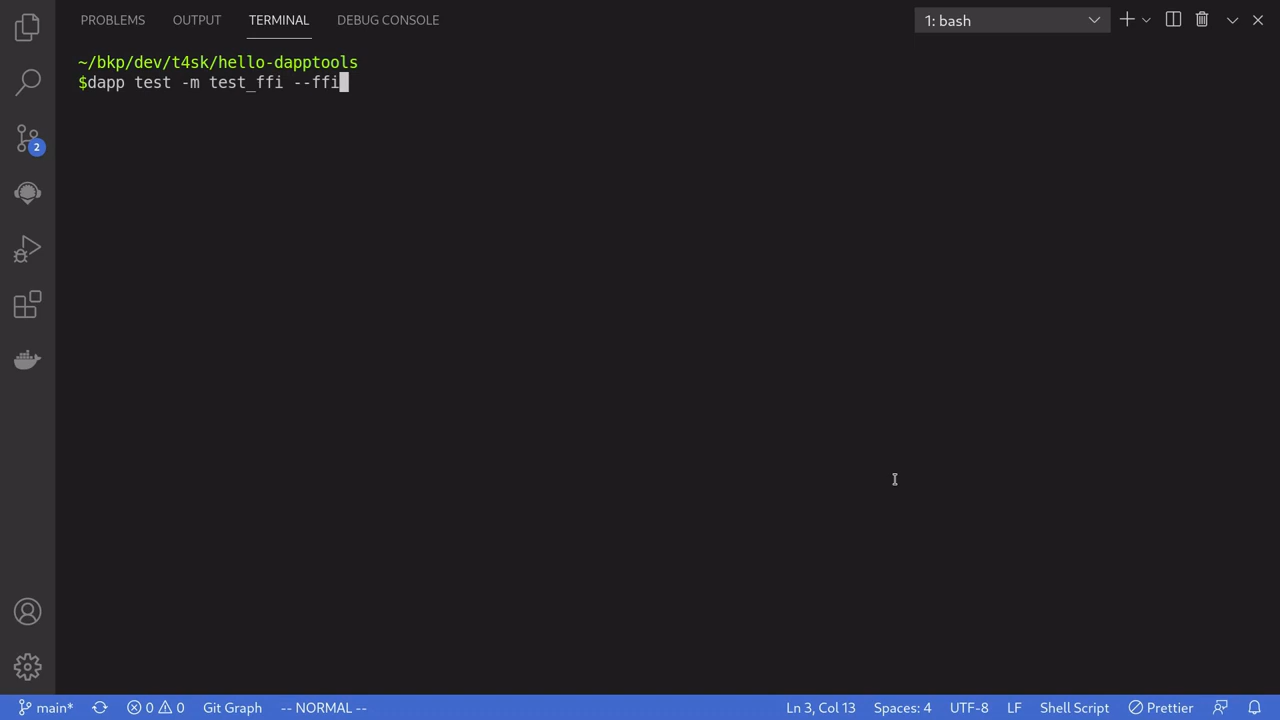 PROBLEMS OUTPUT TERMINAL DEBUG CONSOLE 1: bash
~/bkp/dev/t4sk/hello-dapptools
$dapp test -m test_ffi --ffi
2
main* 0 0 Git Graph -- NORMAL -- Ln 3, Col 13 Spaces: 4 UTF-8 LF Shell Script Prettier